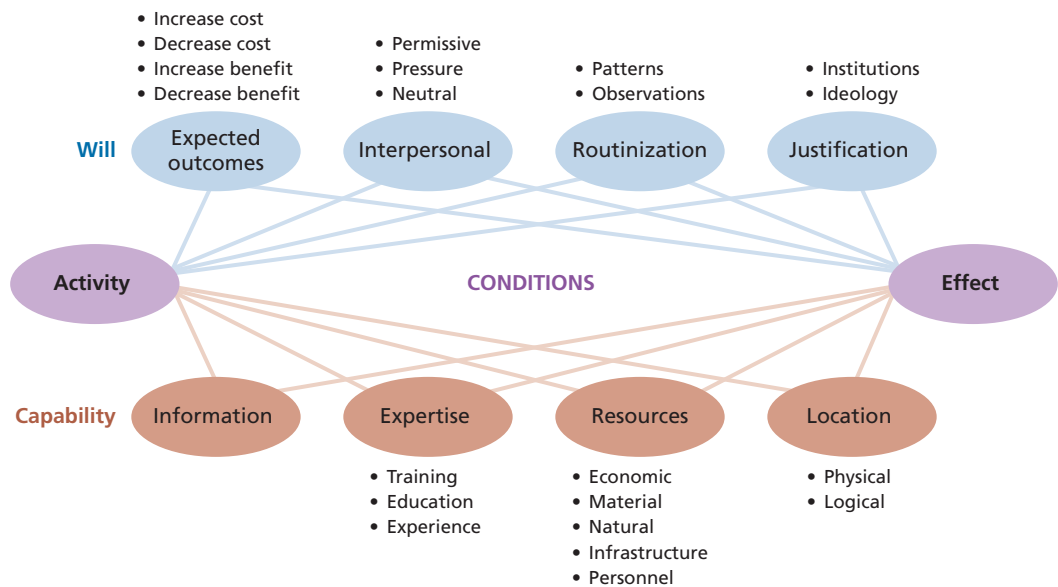 • Increase cost
• Decrease cost
• Increase benefit
• Decrease benefit
• Permissive
• Pressure
• Neutral
• Patterns
• Observations
• Institutions
• Ideology
Will
Expected
outcomes
Interpersonal
Routinization
Justification
Activity
CONDITIONS
Effect
Capability
Information
Expertise
Resources
Location
• Training
• Education
• Experience
• Economic
• Material
• Natural
• Infrastructure
• Personnel
• Physical
• Logical